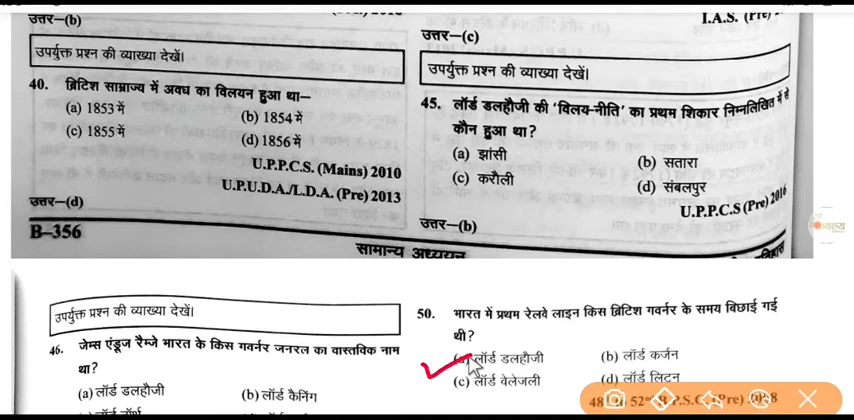 उत्तर–(b)
उपर्युक्त प्रश्न की व्याख्या देखें।
40. ब्रिटिश साम्राज्य में अवध का विलयन हुआ था–
(a) 1853 में
(b) 1854 में
(c) 1855 में
(d) 1856 में
U.P.P.C.S. (Mains) 2010
U.P.U.D.A./L.D.A. (Pre) 2013
उत्तर–(d)
B–356
सामान्य अध्ययन
I.A.S. (Pre)
उत्तर–(c)
उपर्युक्त प्रश्न की व्याख्या देखें।
45. लॉर्ड डलहौजी की 'विलय-नीति' का प्रथम शिकार निम्नलिखित में से
कौन हुआ था?
(a) झांसी
(b) सतारा
(c) करौली
(d) संबलपुर
U.P.P.C.S (Pre) 2016
उत्तर–(b)
उपर्युक्त प्रश्न की व्याख्या देखें।
46. जेम्स एंड्रूज रैम्जे भारत के किस गवर्नर जनरल का वास्तविक नाम
था?
(a) लॉर्ड डलहौजी
(b) लॉर्ड कैनिंग
50. भारत में प्रथम रेलवे लाइन किस ब्रिटिश गवर्नर के समय बिछाई गई
थी?
(a) लॉर्ड डलहौजी
(b) लॉर्ड कर्जन
(c) लॉर्ड वेलेजली
(d) लॉर्ड लिटन